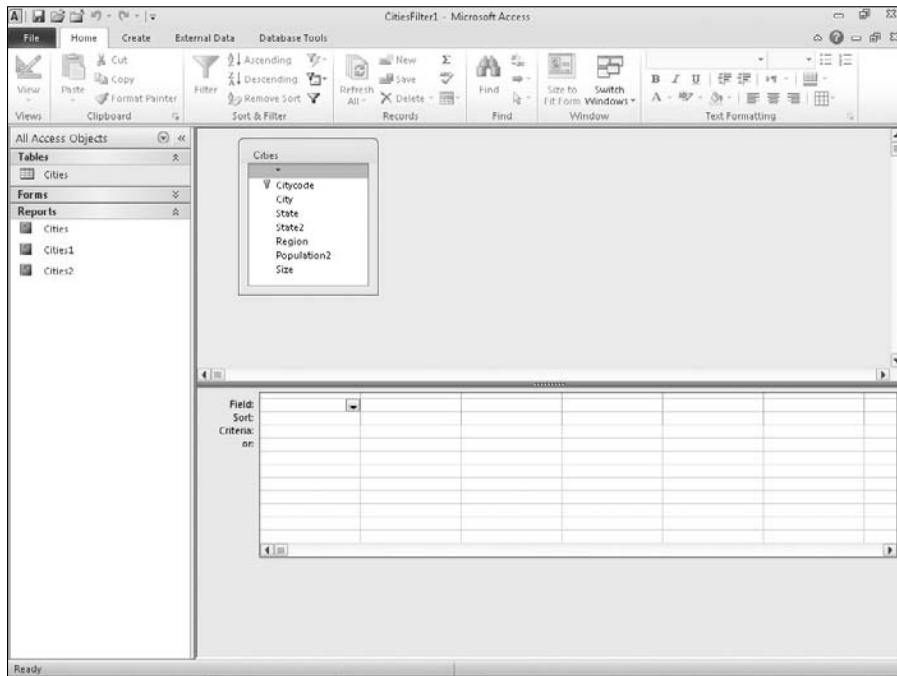 CitiesFilter1 - Microsoft Access
File Home Create External Data Database Tools
View
Views
Paste
Cut
Copy
Format Painter
Clipboard
Filter
Ascending
Descending
Remove Sort
Sort & Filter
Refresh
All
New
Save
Delete
Records
Find
Find
Size to
Fit Form
Switch
Windows
Window
B I U
A
Text Formatting
All Access Objects
Tables
Cities
Forms
Reports
Cities
Cities1
Cities2
Cities
*
Citycode
City
State
State2
Region
Population2
Size
Field:
Sort:
Criteria:
or:
Ready